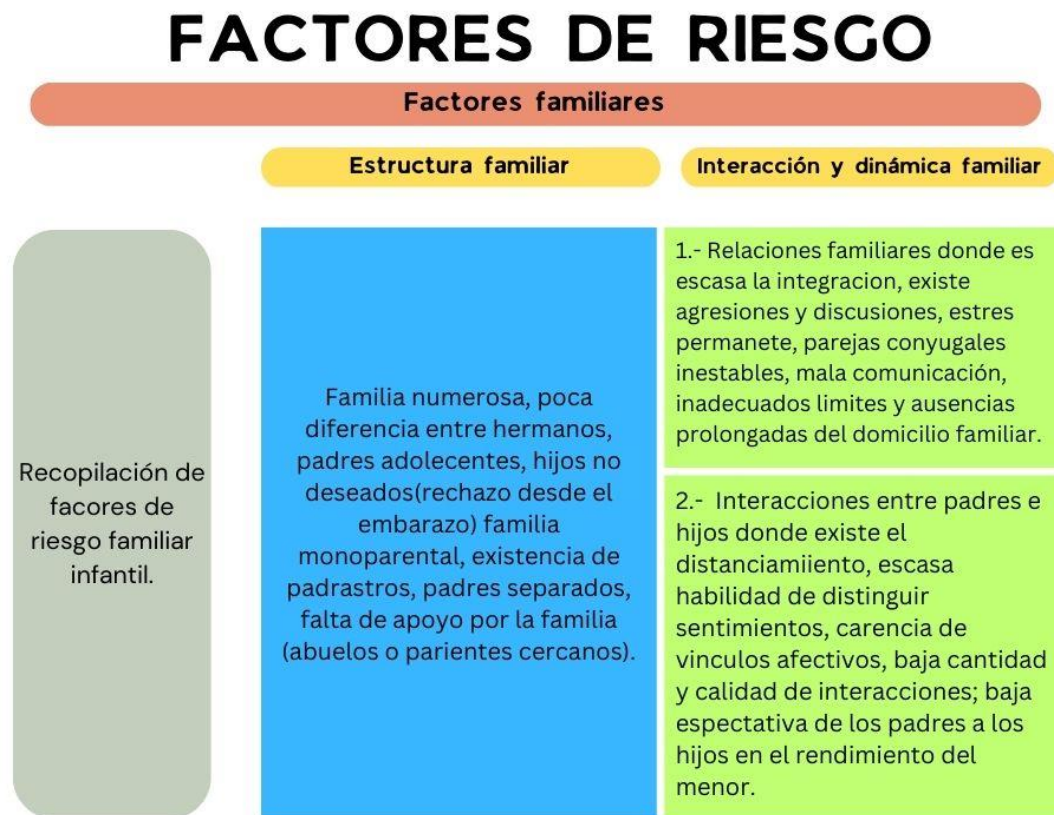 FACTORES DE RIESGO
Factores familiares
Estructura familiar
Interacción y dinámica familiar
Recopilación de
facores de
riesgo familiar
infantil.
Familia numerosa, poca
diferencia entre hermanos,
padres adolecentes, hijos no
deseados(rechazo desde el
embarazo) familia
monoparental, existencia de
padrastros, padres separados,
falta de apoyo por la familia
(abuelos o parientes cercanos).
1.- Relaciones familiares donde es
escasa la integracion, existe
agresiones y discusiones, estres
permanete, parejas conyugales
inestables, mala comunicación,
inadecuados limites y ausencias
prolongadas del domicilio familiar.
2.- Interacciones entre padres e
hijos donde existe el
distanciamiiento, escasa
habilidad de distinguir
sentimientos, carencia de
vinculos afectivos, baja cantidad
y calidad de interacciones; baja
espectativa de los padres a los
hijos en el rendimiento del
menor.